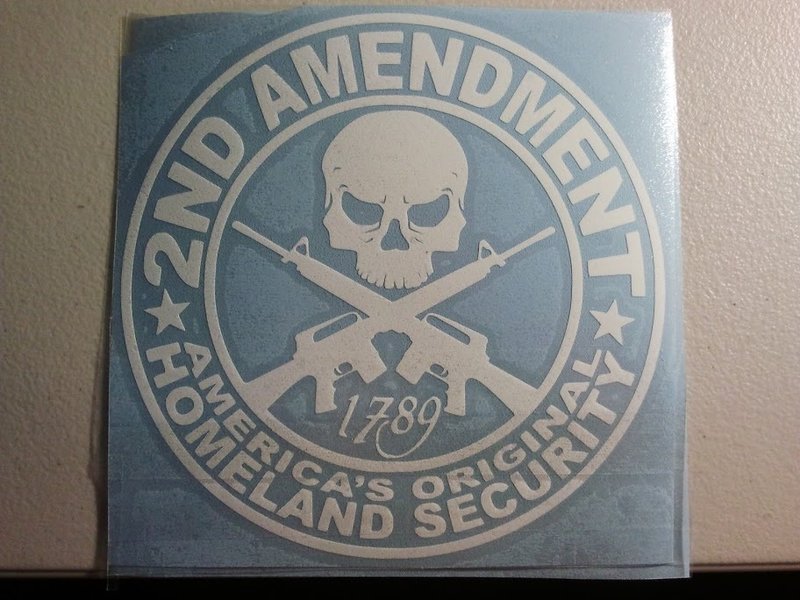 2ND AMENDMENT
1789
AMERICA'S ORIGINAL
HOMELAND SECURITY